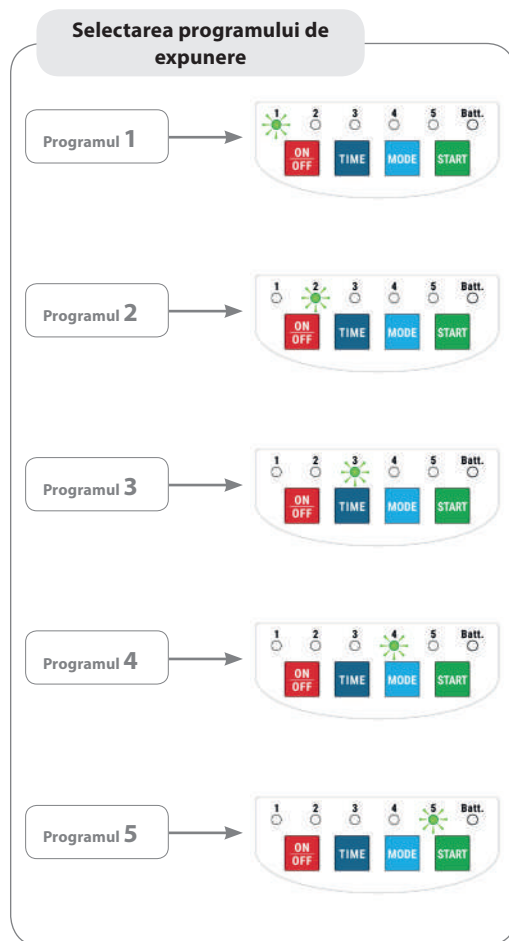 Selectarea programului de
expunere
Programul 1
1 2 3 4 5 Batt.
ON
OFF TIME MODE START
Programul 2
1 2 3 4 5 Batt.
ON
OFF TIME MODE START
Programul 3
1 2 3 4 5 Batt.
ON
OFF TIME MODE START
Programul 4
1 2 3 4 5 Batt.
ON
OFF TIME MODE START
Programul 5
1 2 3 4 5 Batt.
ON
OFF TIME MODE START